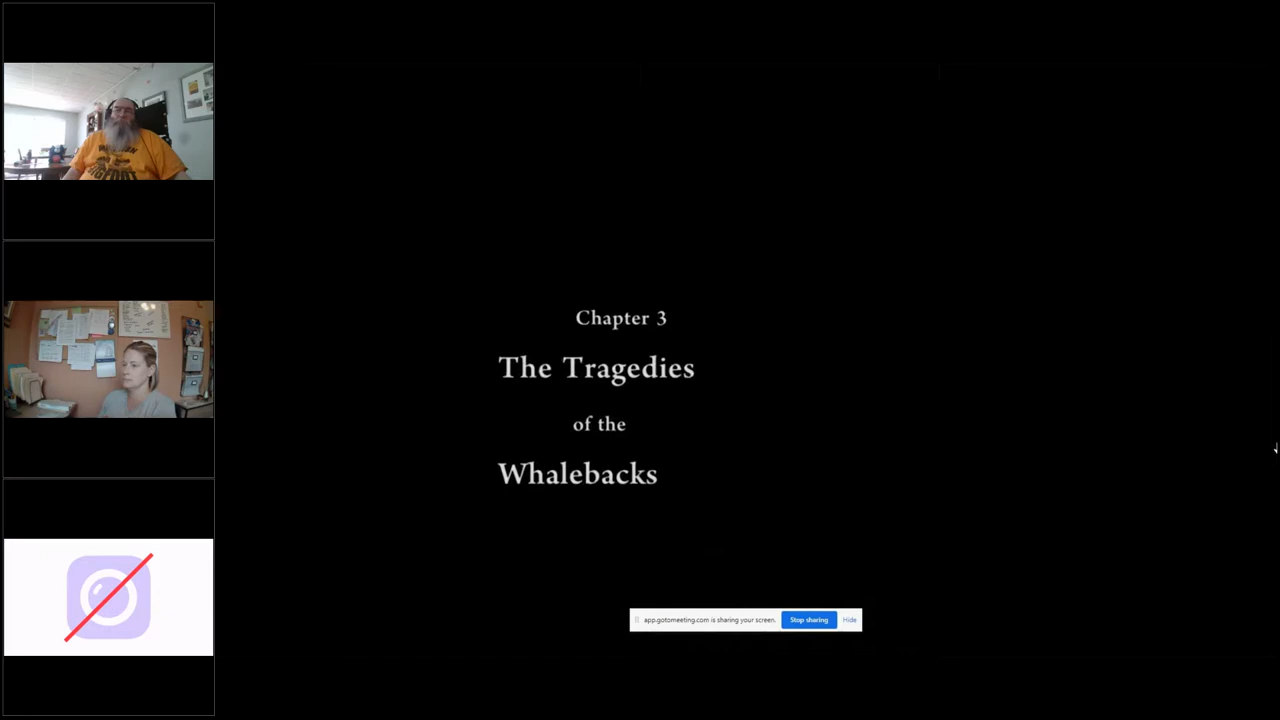 Chapter 3
The Tragedies
of the
Whalebacks
app.gotomeeting.com is sharing your screen.
Stop sharing
Hide